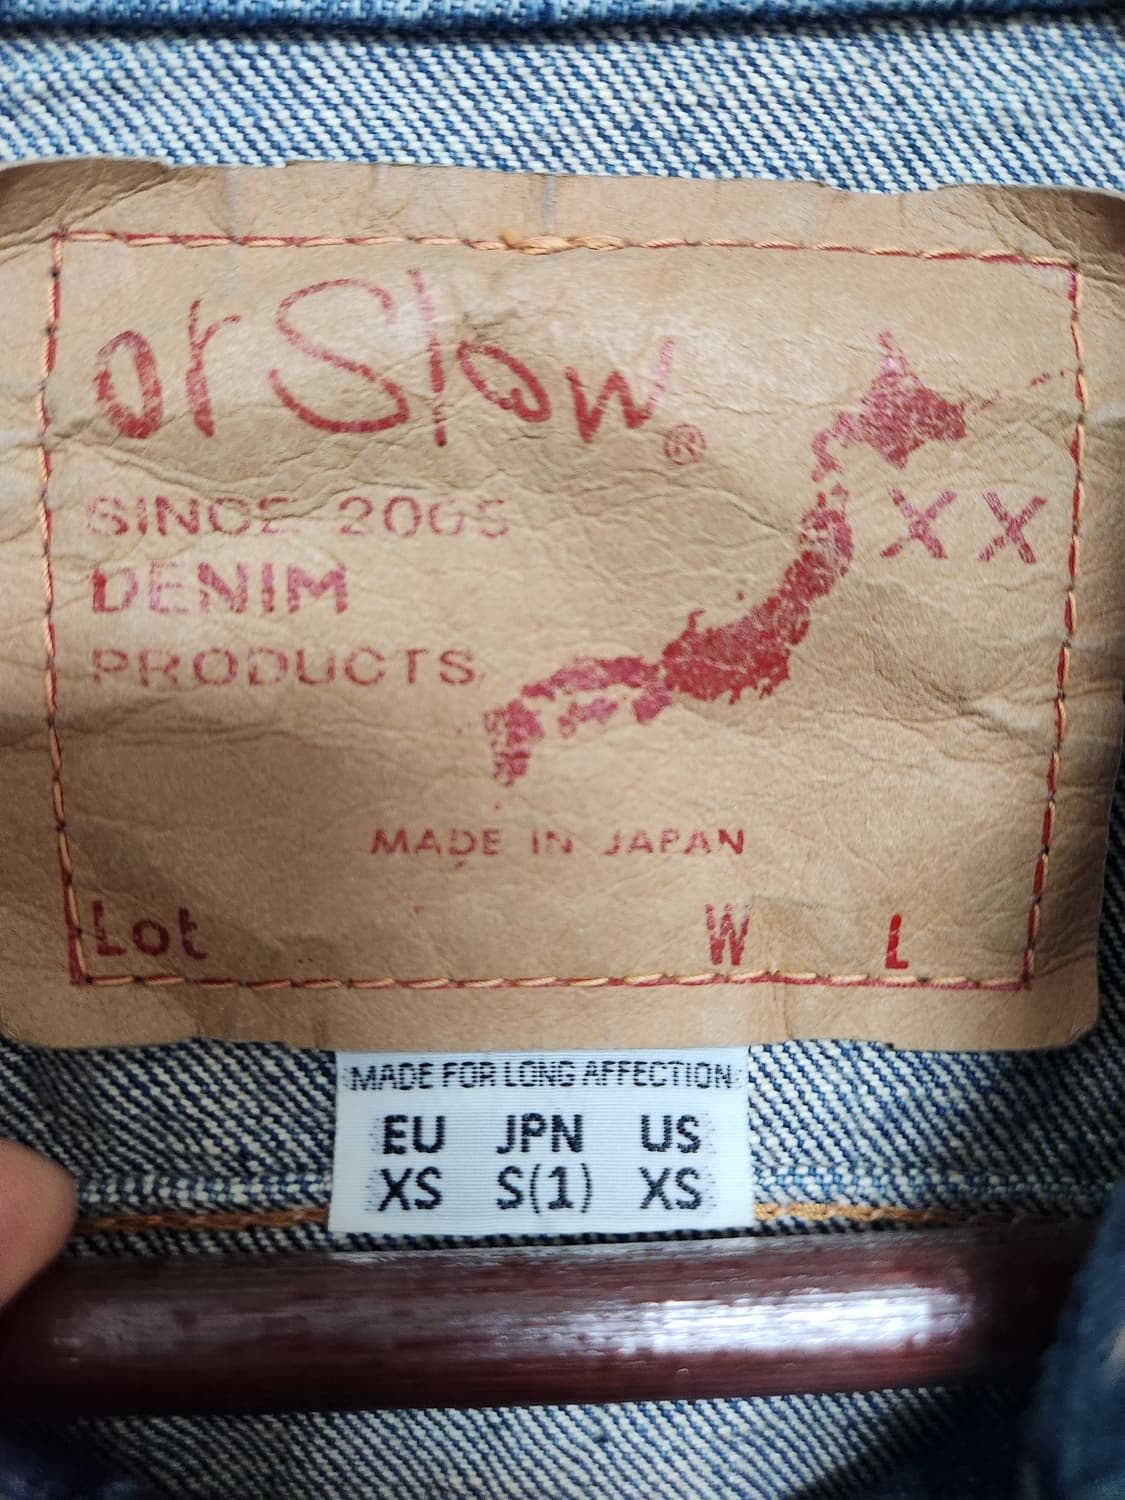 orSlow®
SINCE 2005
DENIM
PRODUCTS
XX
MADE IN JAPAN
Lot W L
MADE FOR LONG AFFECTION
EU JPN US
XS S(1) XS